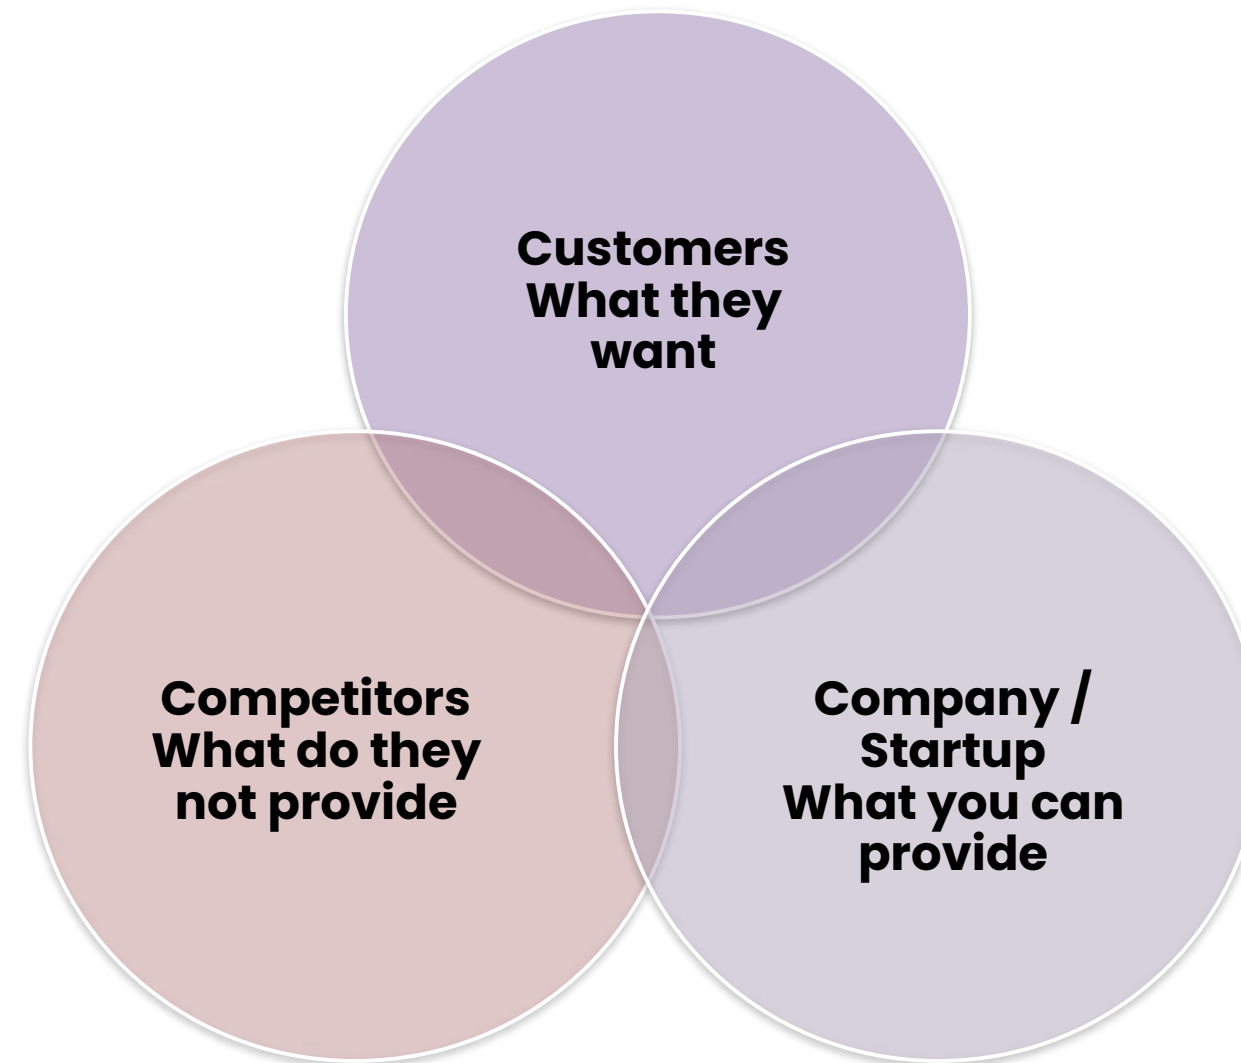 Customers
What they
want
Competitors
What do they
not provide
Company /
Startup
What you can
provide